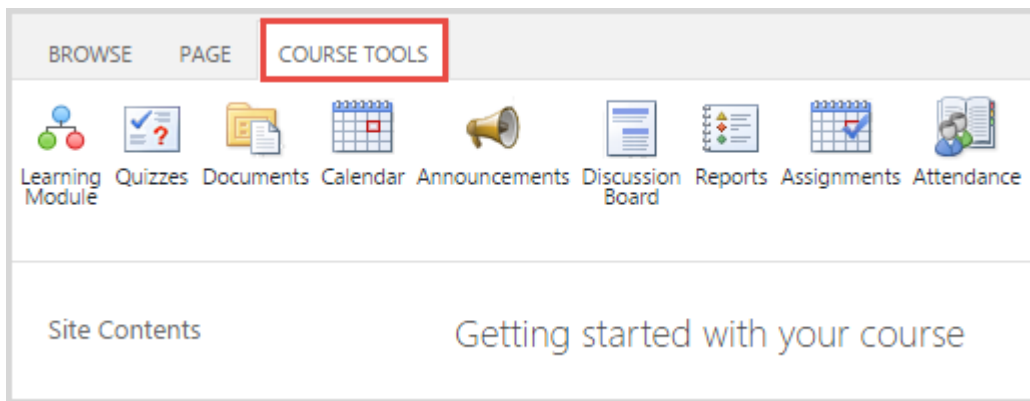 BROWSE PAGE COURSE TOOLS
Learning Module Quizzes Documents Calendar Announcements Discussion Board Reports Assignments Attendance
Site Contents
Getting started with your course